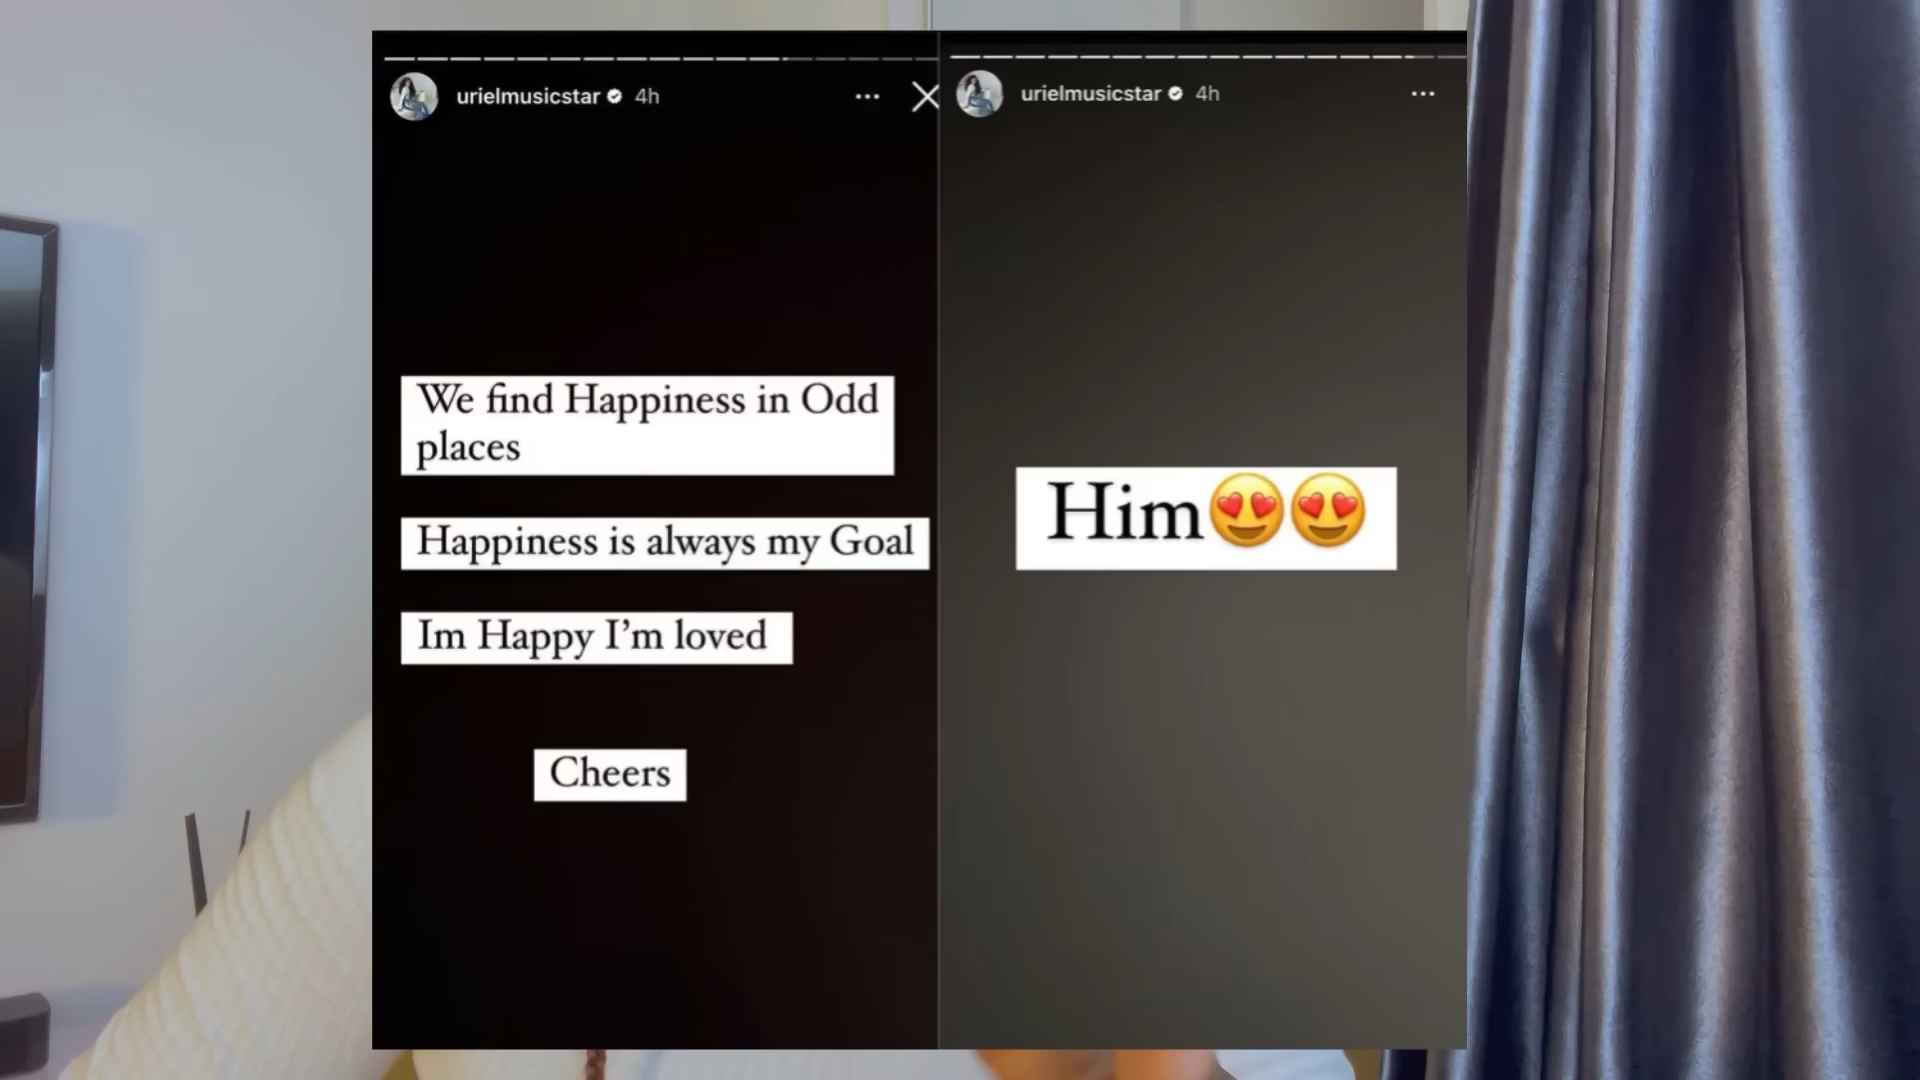 urielmusicstar 4h
We find Happiness in Odd
places
Happiness is always my Goal
Im Happy I’m loved
Cheers
urielmusicstar 4h
Him😍😍